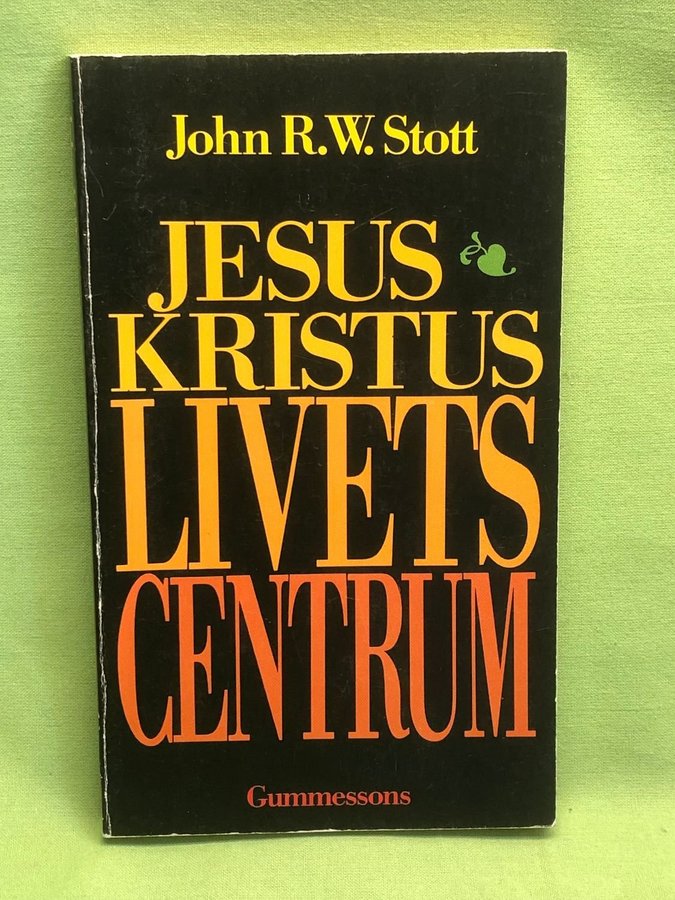 John R.W. Stott
JESUS
KRISTUS
LIVETS
CENTRUM
Gummessons